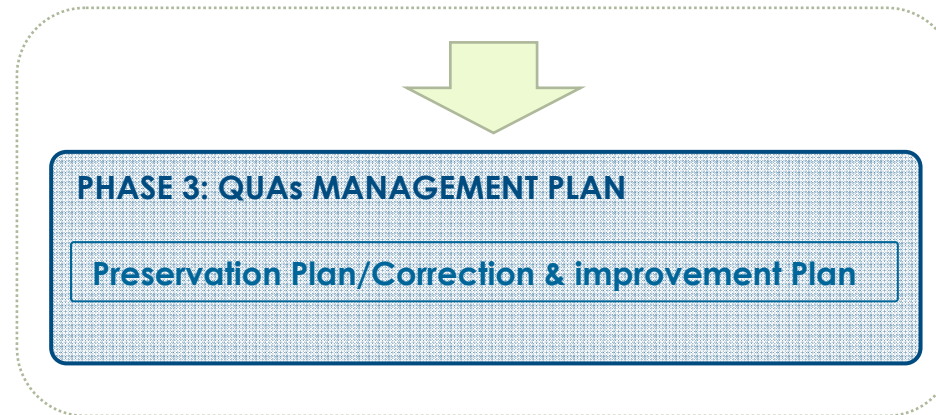 PHASE 3: QUAs MANAGEMENT PLAN
Preservation Plan/Correction & improvement Plan